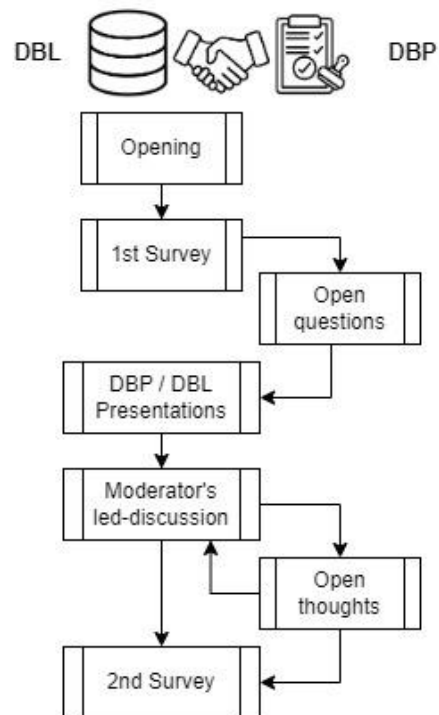 DBL
DBP
Opening
1st Survey
Open
questions
DBP / DBL
Presentations
Moderator's
led-discussion
Open
thoughts
2nd Survey